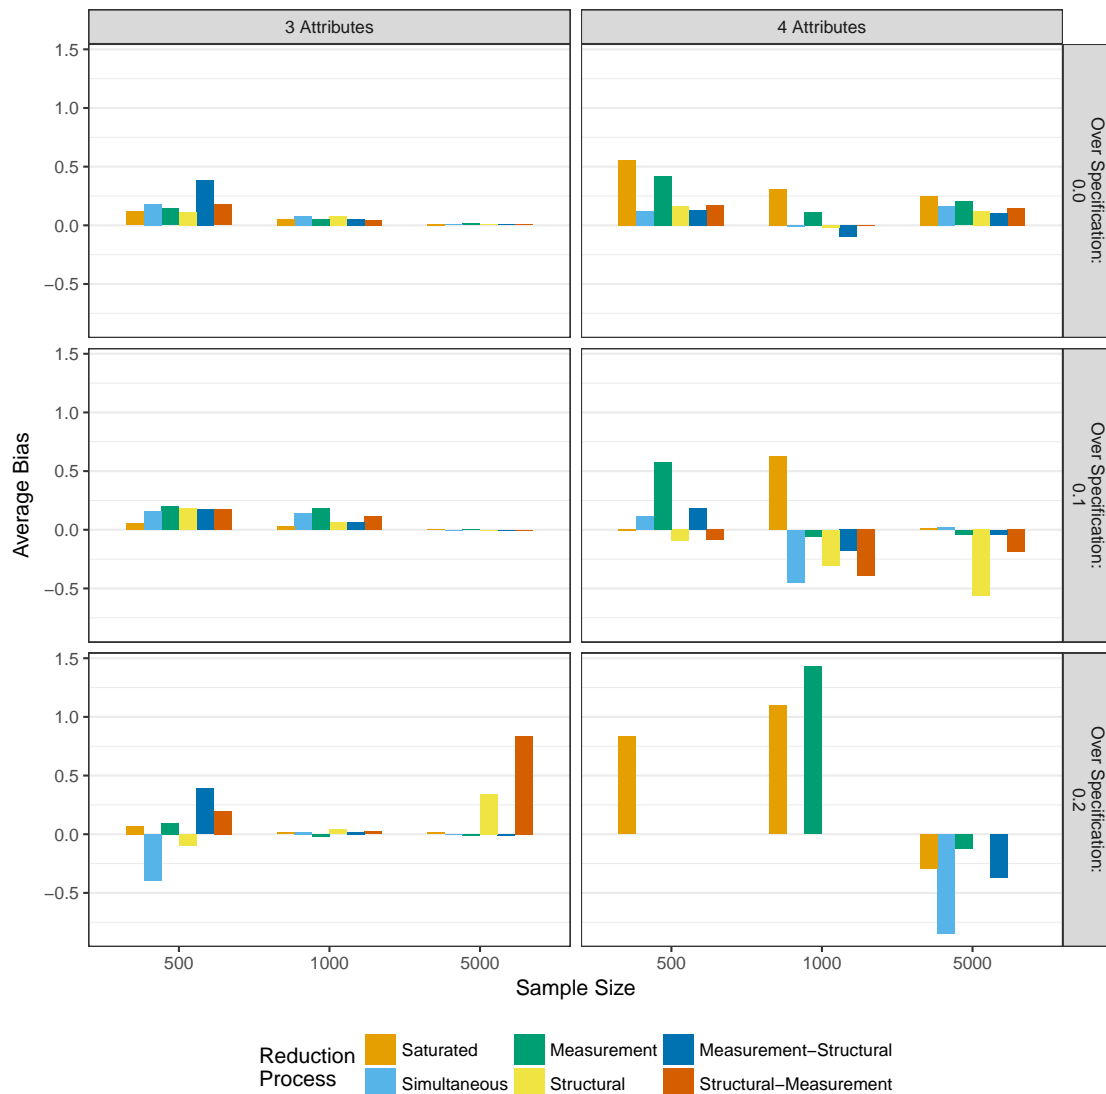 3 Attributes
4 Attributes
1.5
1.0
0.5
0.0
−0.5
Over Specification:
0.0
1.5
1.0
0.5
0.0
−0.5
Over Specification:
0.1
1.5
1.0
0.5
0.0
−0.5
Over Specification:
0.2
Average Bias
500
1000
5000
500
1000
5000
Sample Size
Reduction
Process
Saturated
Measurement
Measurement−Structural
Simultaneous
Structural
Structural−Measurement